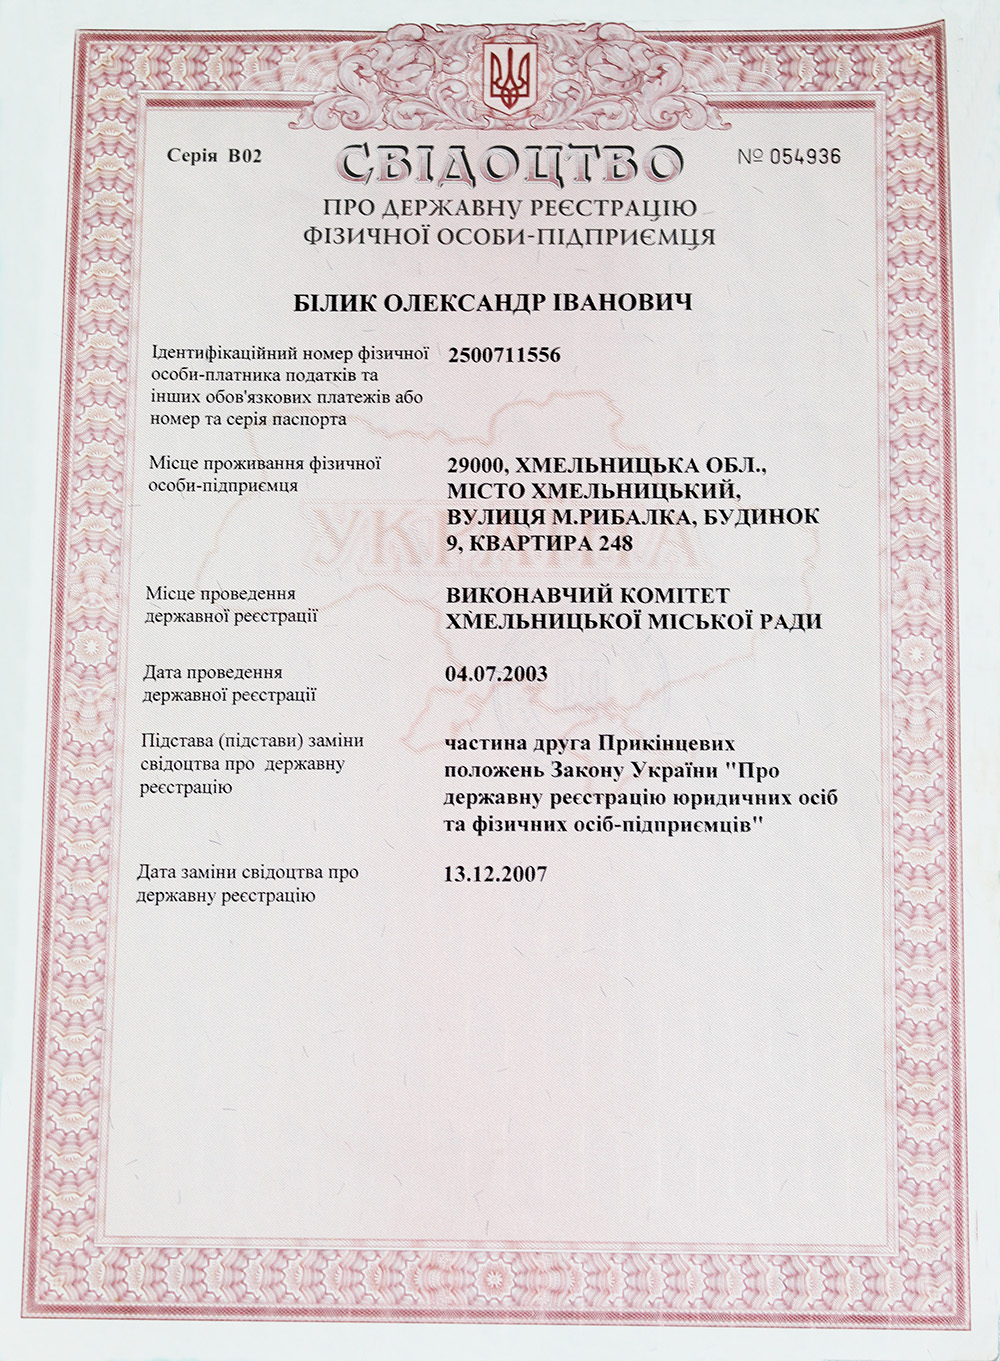 Серія В02
СВІДОЦТВО
№ 054936
ПРО ДЕРЖАВНУ РЕЄСТРАЦІЮ
ФІЗИЧНОЇ ОСОБИ-ПІДПРИЄМЦЯ
БІЛИК ОЛЕКСАНДР ІВАНОВИЧ
Ідентифікаційний номер фізичної
особи-платника податків та
інших обов'язкових платежів або
номер та серія паспорта
2500711556
Місце проживання фізичної
особи-підприємця
29000, ХМЕЛЬНИЦЬКА ОБЛ.,
МІСТО ХМЕЛЬНИЦЬКИЙ,
ВУЛИЦЯ М.РИБАЛКА, БУДИНОК
9, КВАРТИРА 248
УКРАЇНА
Місце проведення
державної реєстрації
ВИКОНАВЧИЙ КОМІТЕТ
ХМЕЛЬНИЦЬКОЇ МІСЬКОЇ РАДИ
Дата проведення
державної реєстрації
04.07.2003
Підстава (підстави) заміни
свідоцтва про державну
реєстрацію
частина друга Прикінцевих
положень Закону України "Про
державну реєстрацію юридичних осіб
та фізичних осіб-підприємців"
Дата заміни свідоцтва про
державну реєстрацію
13.12.2007